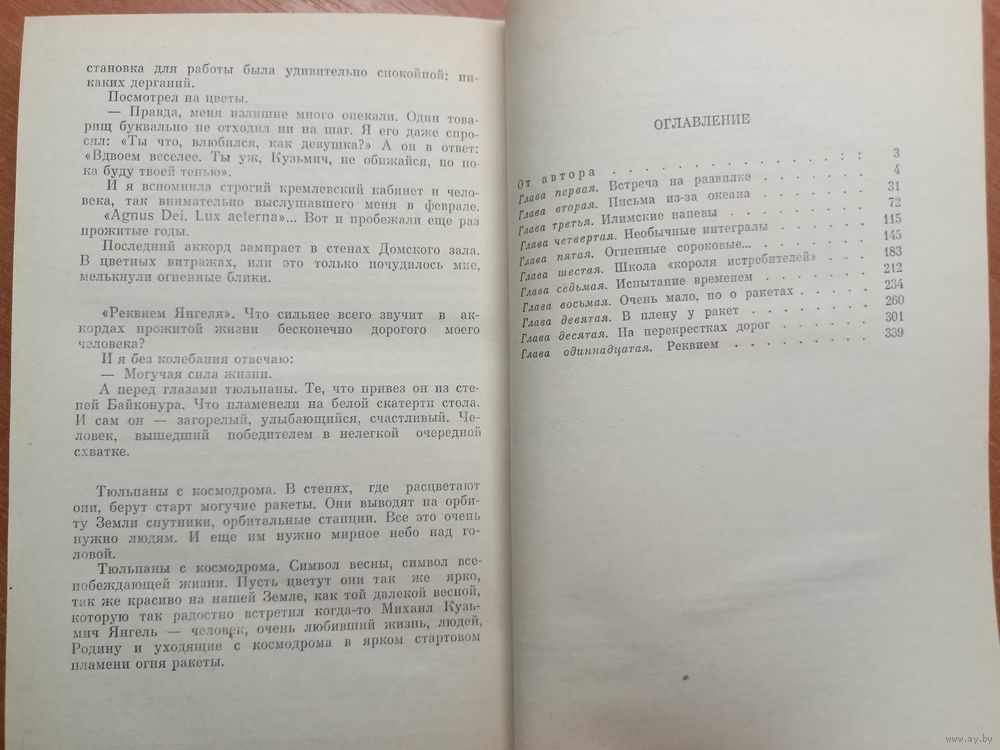 становка для работы была удивительно спокойной: ни-
каких дерганий.
Посмотрел на цветы.
— Правда, меня излишне много опекали. Один това-
рищ буквально не отходил ни на шаг. Я его даже спро-
сил: «Ты что, влюбился, как девушка?» А он в ответ:
«Вдвоем веселее. Ты уж, Кузьмич, не обижайся, но по-
ка буду твоей тенью».
И я вспомнила строгий кремлевский кабинет и чело-
века, так внимательно выслушавшего меня в феврале.
«Agnus Dei. Lux aeterna»... Вот и пробежали еще раз
прожитые годы.
Последний аккорд замирает в стенах Домского зала.
В цветных витражах, или это только почудилось мне,
мелькнули огненные блики.
«Реквием Янгеля». Что сильнее всего звучит в ак-
кордах прожитой жизни бесконечно дорогого моего
человека?
И я без колебания отвечаю:
— Могучая сила жизни.
А перед глазами тюльпаны. Те, что привез он из сте-
пей Байконура. Что пламенели на белой скатерти стола.
И сам он — загорелый, улыбающийся, счастливый. Че-
ловек, вышедший победителем в нелегкой очередной
схватке.
Тюльпаны с космодрома. В степях, где расцветают
они, берут старт могучие ракеты. Они выводят на орби-
ту Земли спутники, орбитальные станции. Все это очень
нужно людям. И еще им нужно мирное небо над го-
ловой.
Тюльпаны с космодрома. Символ весны, символ все-
побеждающей жизни. Пусть цветут они так же ярко,
так же красиво на нашей Земле, как той далекой весной,
которую так радостно встретил когда-то Михаил Кузь-
мич Янгель — человек, очень любивший жизнь, людей,
Родину и уходящие с космодрома в ярком стартовом
пламени огня ракеты.
ОГЛАВЛЕНИЕ
От автора . . . . . . . . . . . . : : 3
Глава первая. Встреча на развилке . . . . . . . . 4
Глава вторая. Письма из-за океана . . . . . . . . 31
Глава третья. Илимские напевы . . . . . . . . . 72
Глава четвертая. Необычные интегралы . . . . . . 115
Глава пятая. Огненные сороковые... . . . . . . . 145
Глава шестая. Школа «короля истребителей» . . . . 183
Глава седьмая. Испытание временем . . . . . . . 212
Глава восьмая. Очень мало, но о ракетах . . . . . 234
Глава девятая. В плену у ракет . . . . . . . . 260
Глава десятая. На перекрестках дорог . . . . . . 301
Глава одиннадцатая. Реквием . . . . . . . . . 339
www.ay.by